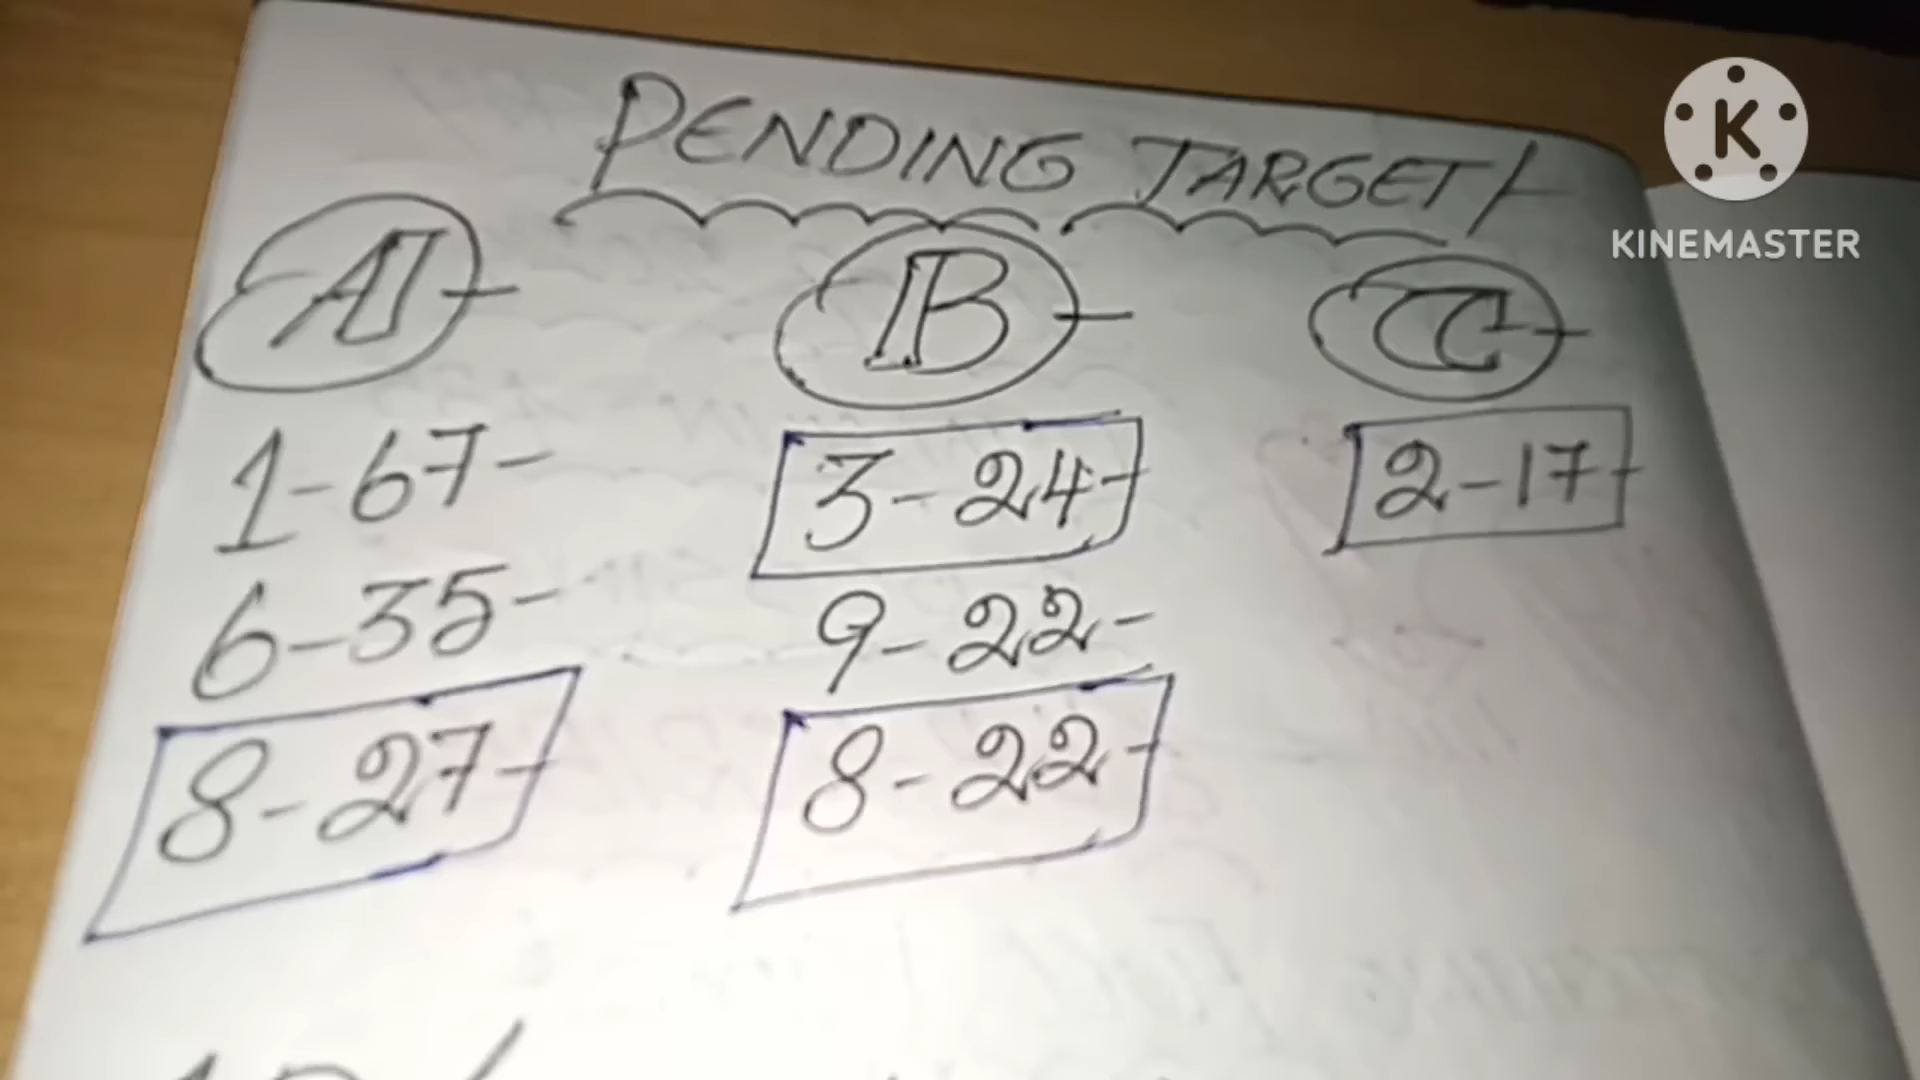 PENDING TARGET/-
A- B- C-
1-67- 3-24- 2-17-
6-35- 9-22-
8-27- 8-22-
KINEMASTER